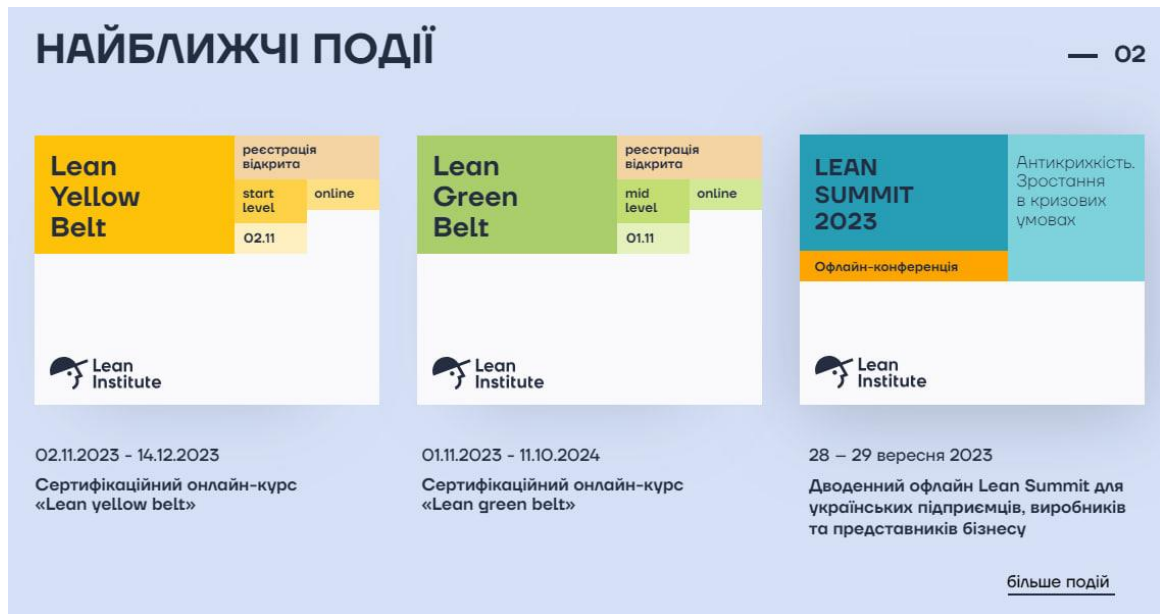 НАЙБЛИЖЧІ ПОДІЇ
— 02
Lean
Yellow
Belt
реєстрація
відкрита
start
level
online
02.11
Lean
Institute
02.11.2023 - 14.12.2023
Сертифікаційний онлайн-курс
«Lean yellow belt»
Lean
Green
Belt
реєстрація
відкрита
mid
level
online
01.11
Lean
Institute
01.11.2023 - 11.10.2024
Сертифікаційний онлайн-курс
«Lean green belt»
LEAN
SUMMIT
2023
Антикрихкість.
Зростання
в кризових
умовах
Офлайн-конференція
Lean
Institute
28 – 29 вересня 2023
Дводенний офлайн Lean Summit для
українських підприємців, виробників
та представників бізнесу
більше подій